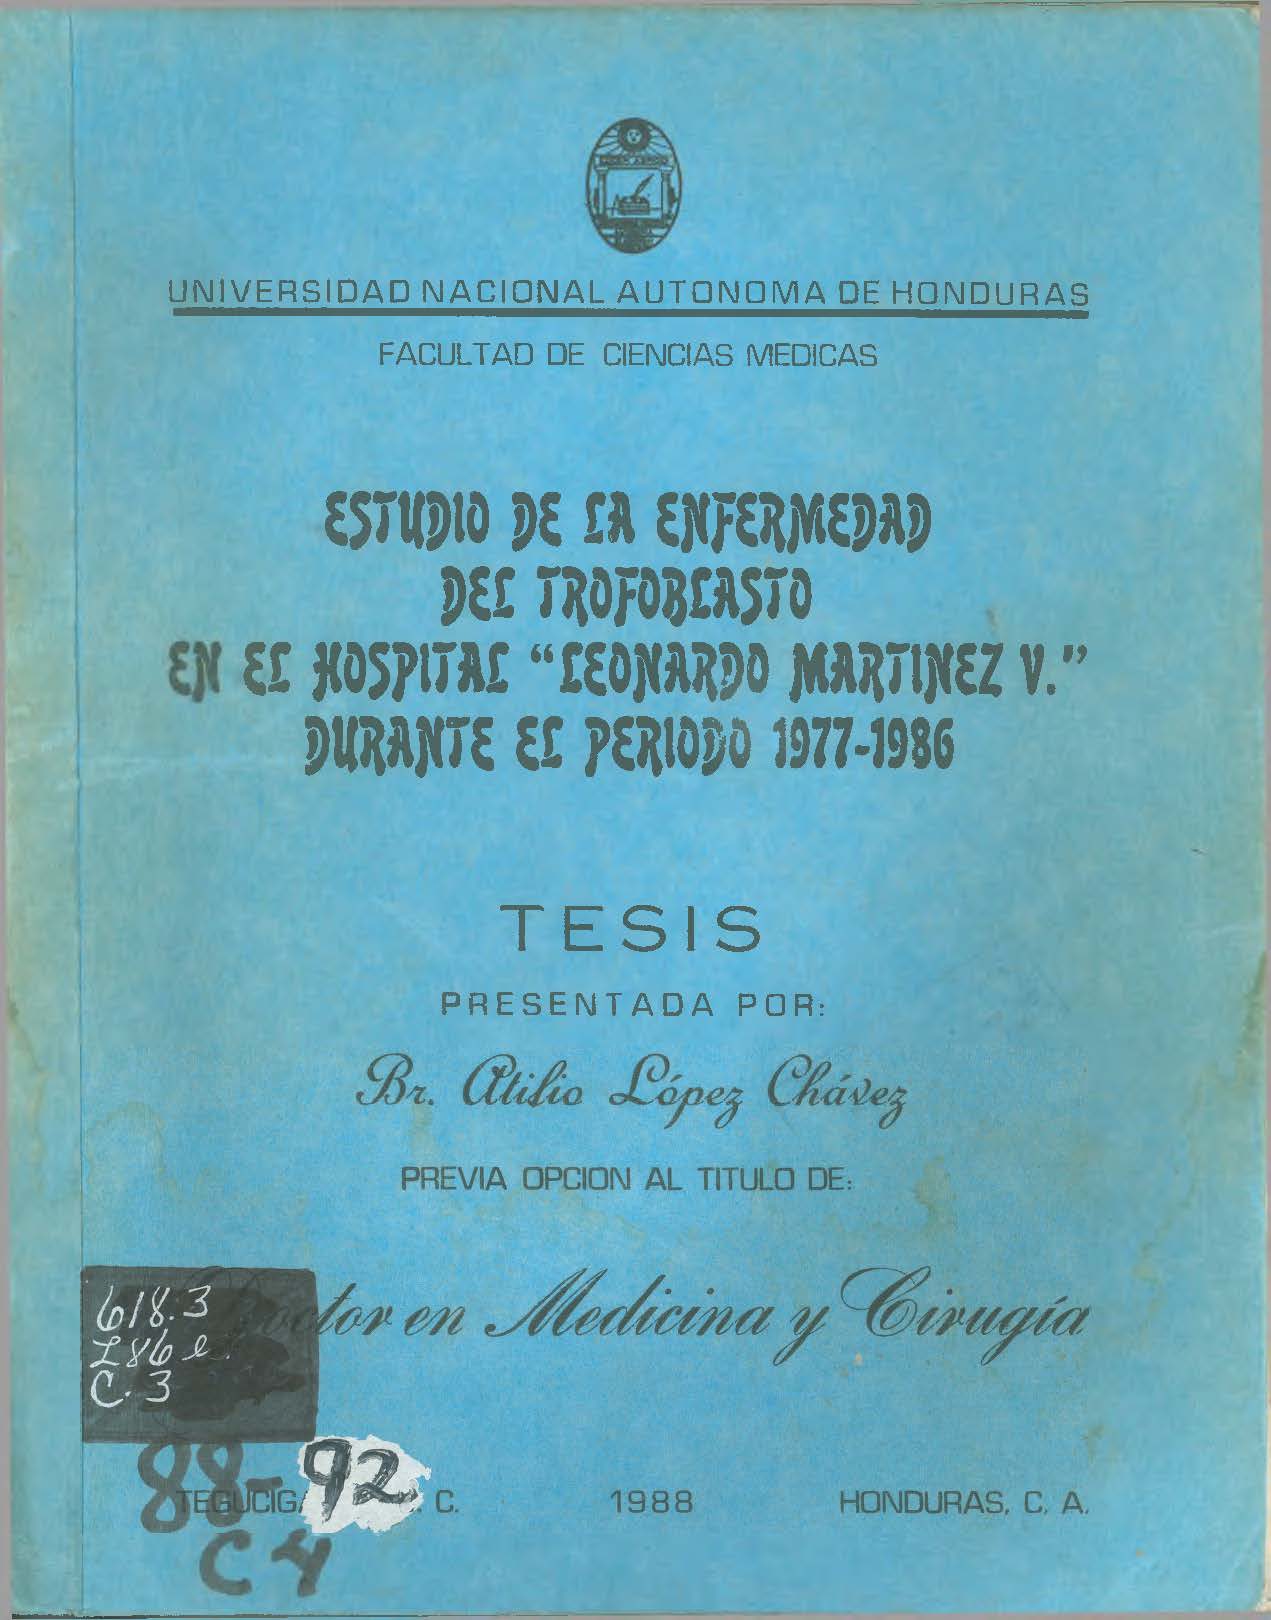 UNIVERSIDAD NACIONAL AUTONOMA DE HONDURAS
FACULTAD DE CIENCIAS MEDICAS
ESTUDIO DE LA ENFERMEDAD
DEL TROFOBLASTO
EN EL HOSPITAL “LEONARDO MARTINEZ V.”
DURANTE EL PERIODO 1977-1986
TESIS
PRESENTADA POR:
Br. Atilio López Chávez
PREVIA OPCION AL TITULO DE:
Doctor en Medicina y Cirugía
618.3
L86e
C.3
88-92
C4
C. 1988 HONDURAS, C. A.